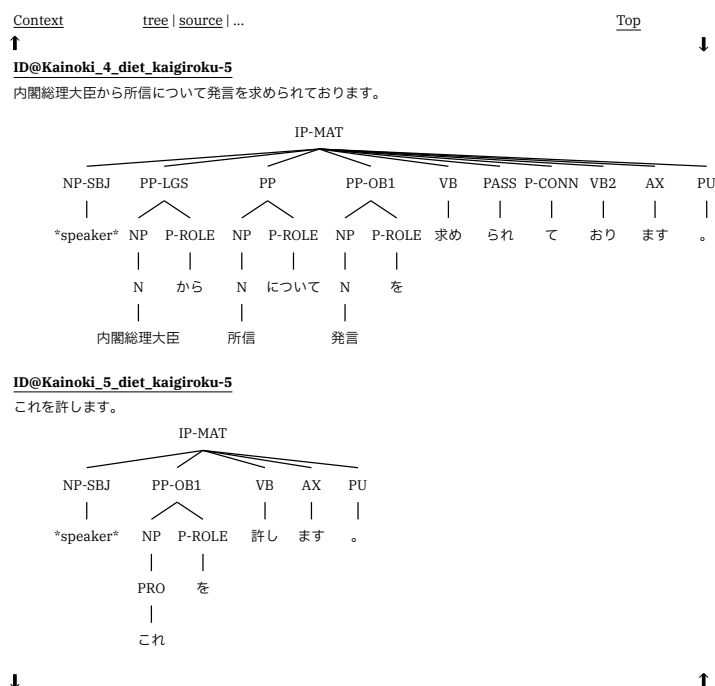 Context tree | source | ... Top
ID@Kainoki_4_diet_kaigiroku-5
内閣総理大臣から所信について発言を求められております。
IP-MAT
NP-SBJ PP-LGS PP PP-OB1 VB PASS P-CONN VB2 AX PU
*speaker* NP P-ROLE NP P-ROLE NP P-ROLE 求め られ て おり ます 。
N から N について N を
内閣総理大臣 所信 発言
ID@Kainoki_5_diet_kaigiroku-5
これを許します。
IP-MAT
NP-SBJ PP-OB1 VB AX PU
*speaker* NP P-ROLE 許し ます 。
PRO を
これ